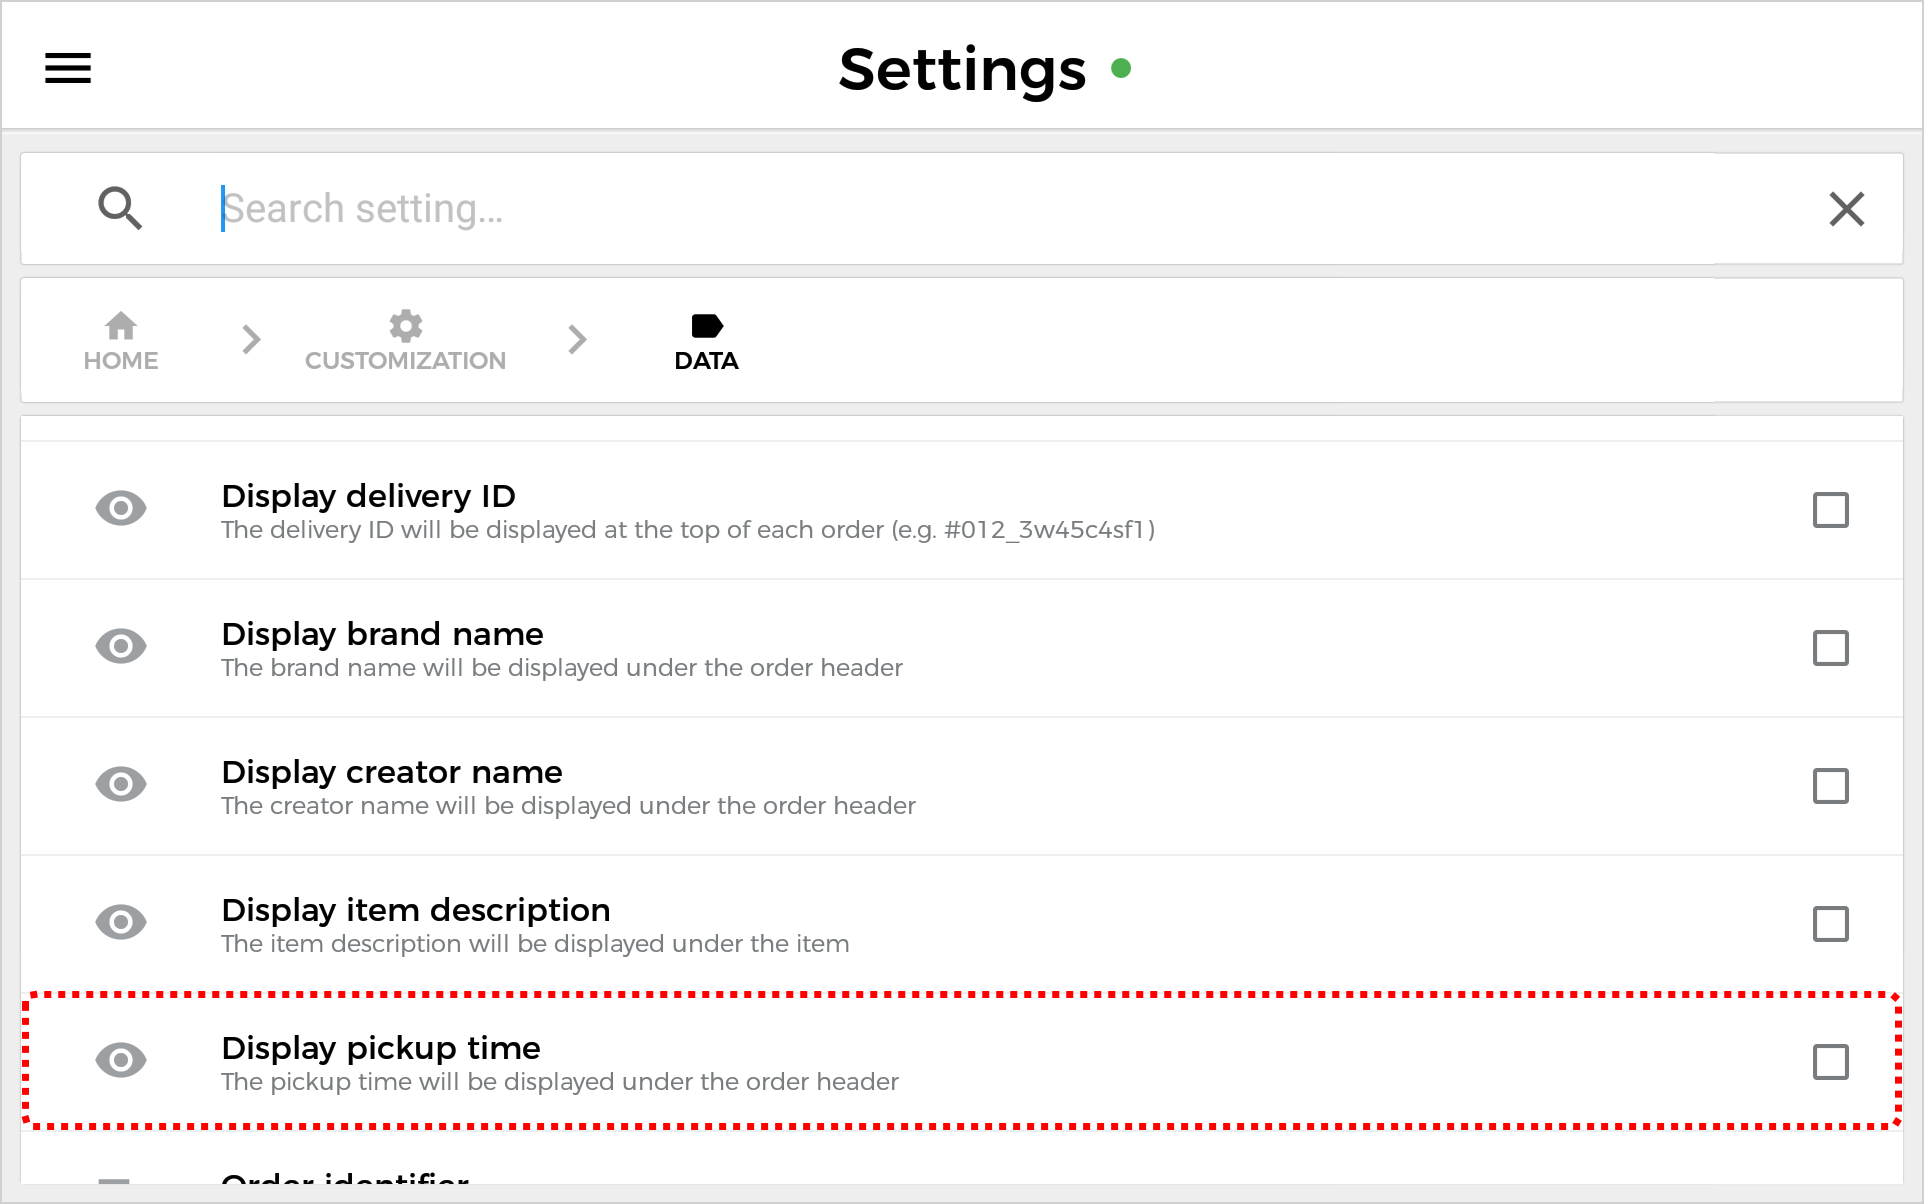 Settings
Search setting...
HOME
CUSTOMIZATION
DATA
Display delivery ID
The delivery ID will be displayed at the top of each order (e.g. #012_3w45c4sf1)
Display brand name
The brand name will be displayed under the order header
Display creator name
The creator name will be displayed under the order header
Display item description
The item description will be displayed under the item
Display pickup time
The pickup time will be displayed under the order header
Order identifier